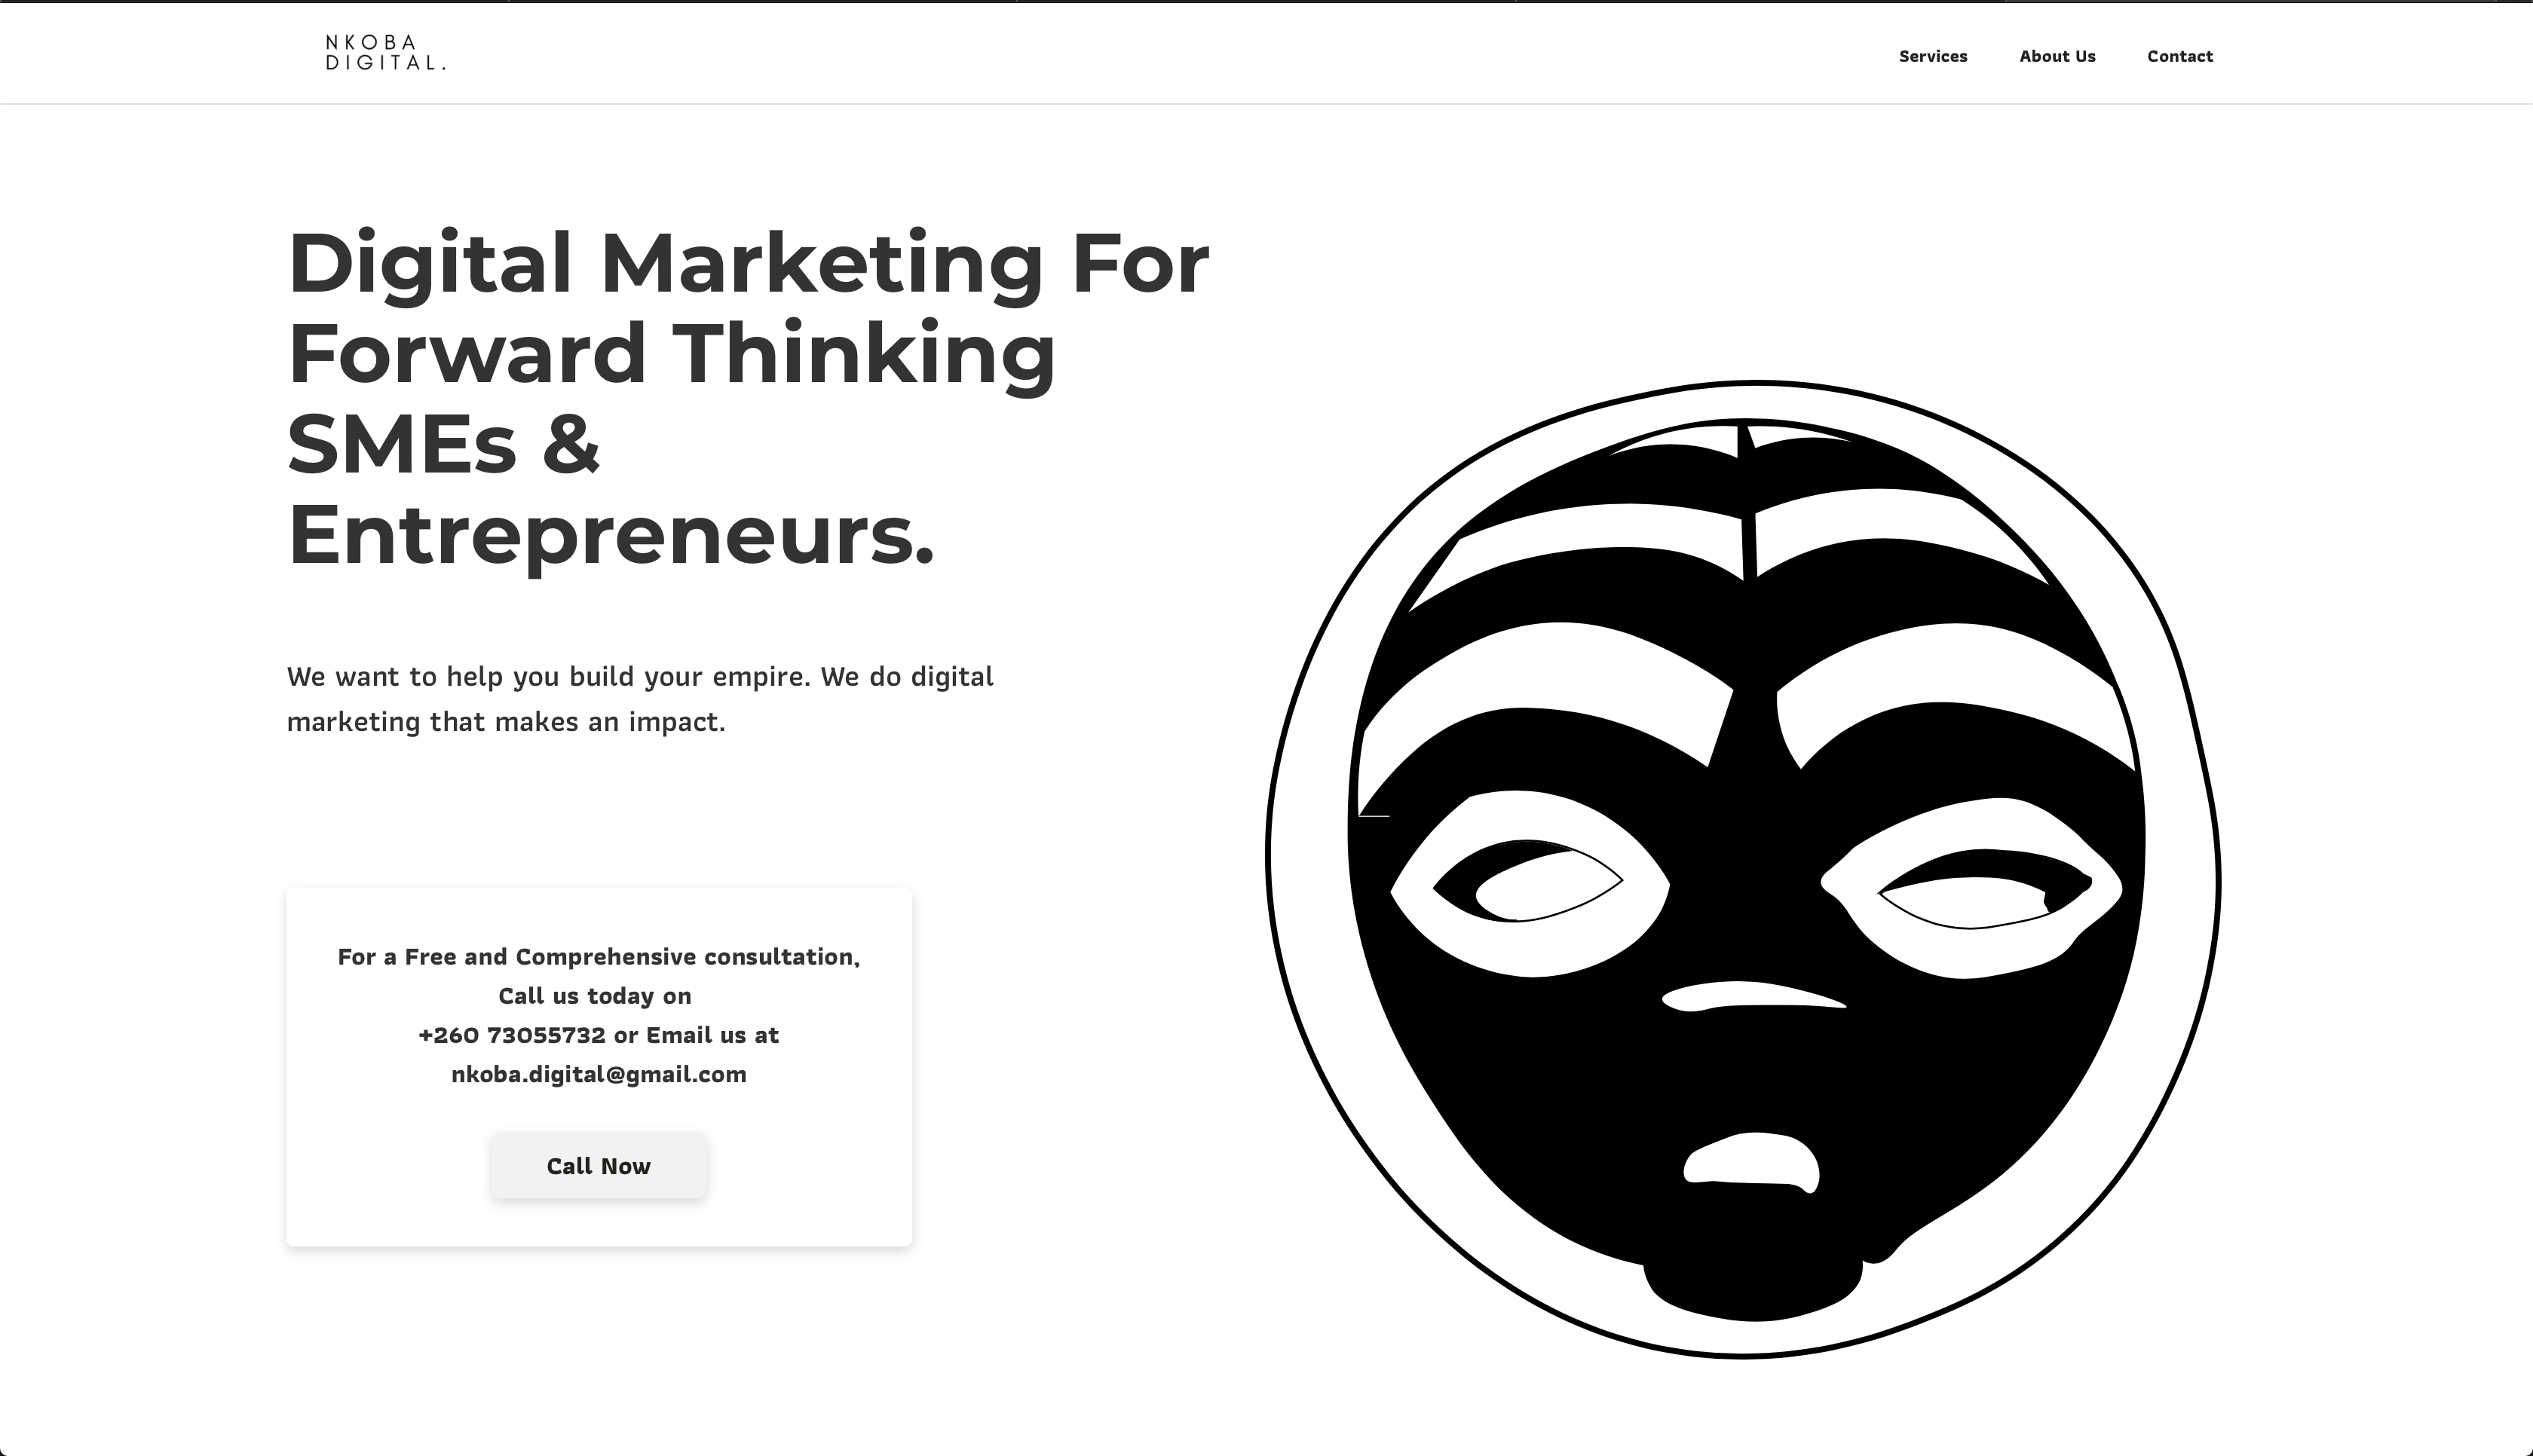 NKOBA
DIGITAL.
Services
About Us
Contact
Digital Marketing For
Forward Thinking
SMEs &
Entrepreneurs.
We want to help you build your empire. We do digital
marketing that makes an impact.
For a Free and Comprehensive consultation,
Call us today on
+260 73055732 or Email us at
nkoba.digital@gmail.com
Call Now